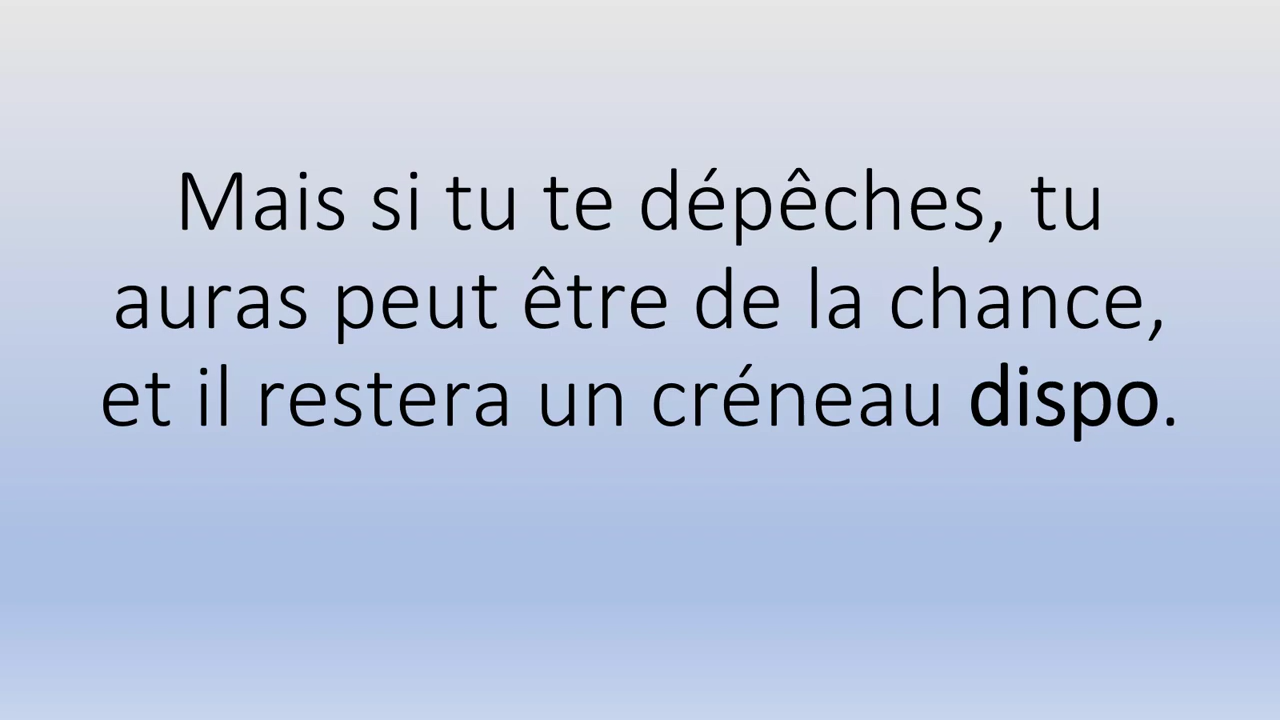 Mais si tu te dépêches, tu
auras peut être de la chance,
et il restera un créneau dispo.